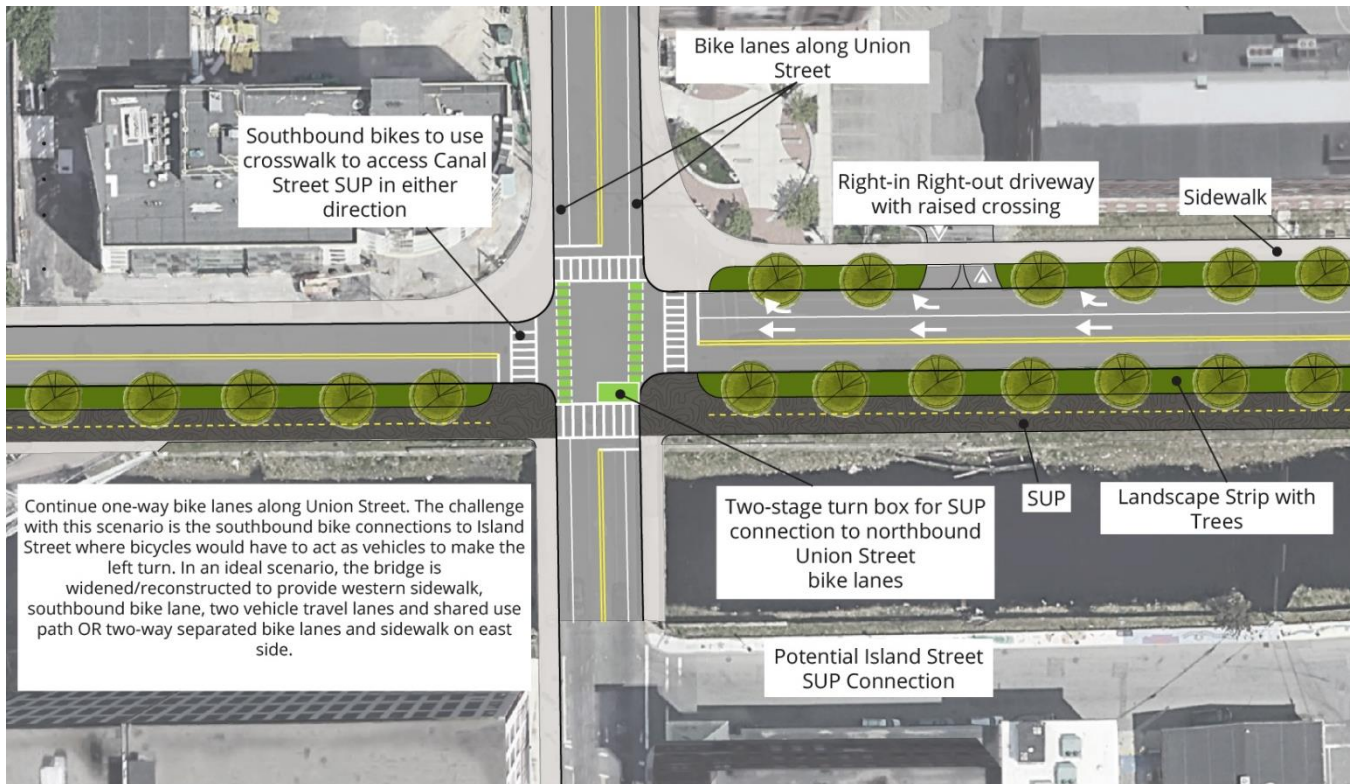 Bike lanes along Union
Street
Southbound bikes to use
crosswalk to access Canal
Street SUP in either
direction
Right-in Right-out driveway
with raised crossing
Sidewalk
Continue one-way bike lanes along Union Street. The challenge
with this scenario is the southbound bike connections to Island
Street where bicycles would have to act as vehicles to make the
left turn. In an ideal scenario, the bridge is
widened/reconstructed to provide western sidewalk,
southbound bike lane, two vehicle travel lanes and shared use
path OR two-way separated bike lanes and sidewalk on east
side.
Two-stage turn box for SUP
connection to northbound
Union Street
bike lanes
SUP
Landscape Strip with
Trees
Potential Island Street
SUP Connection